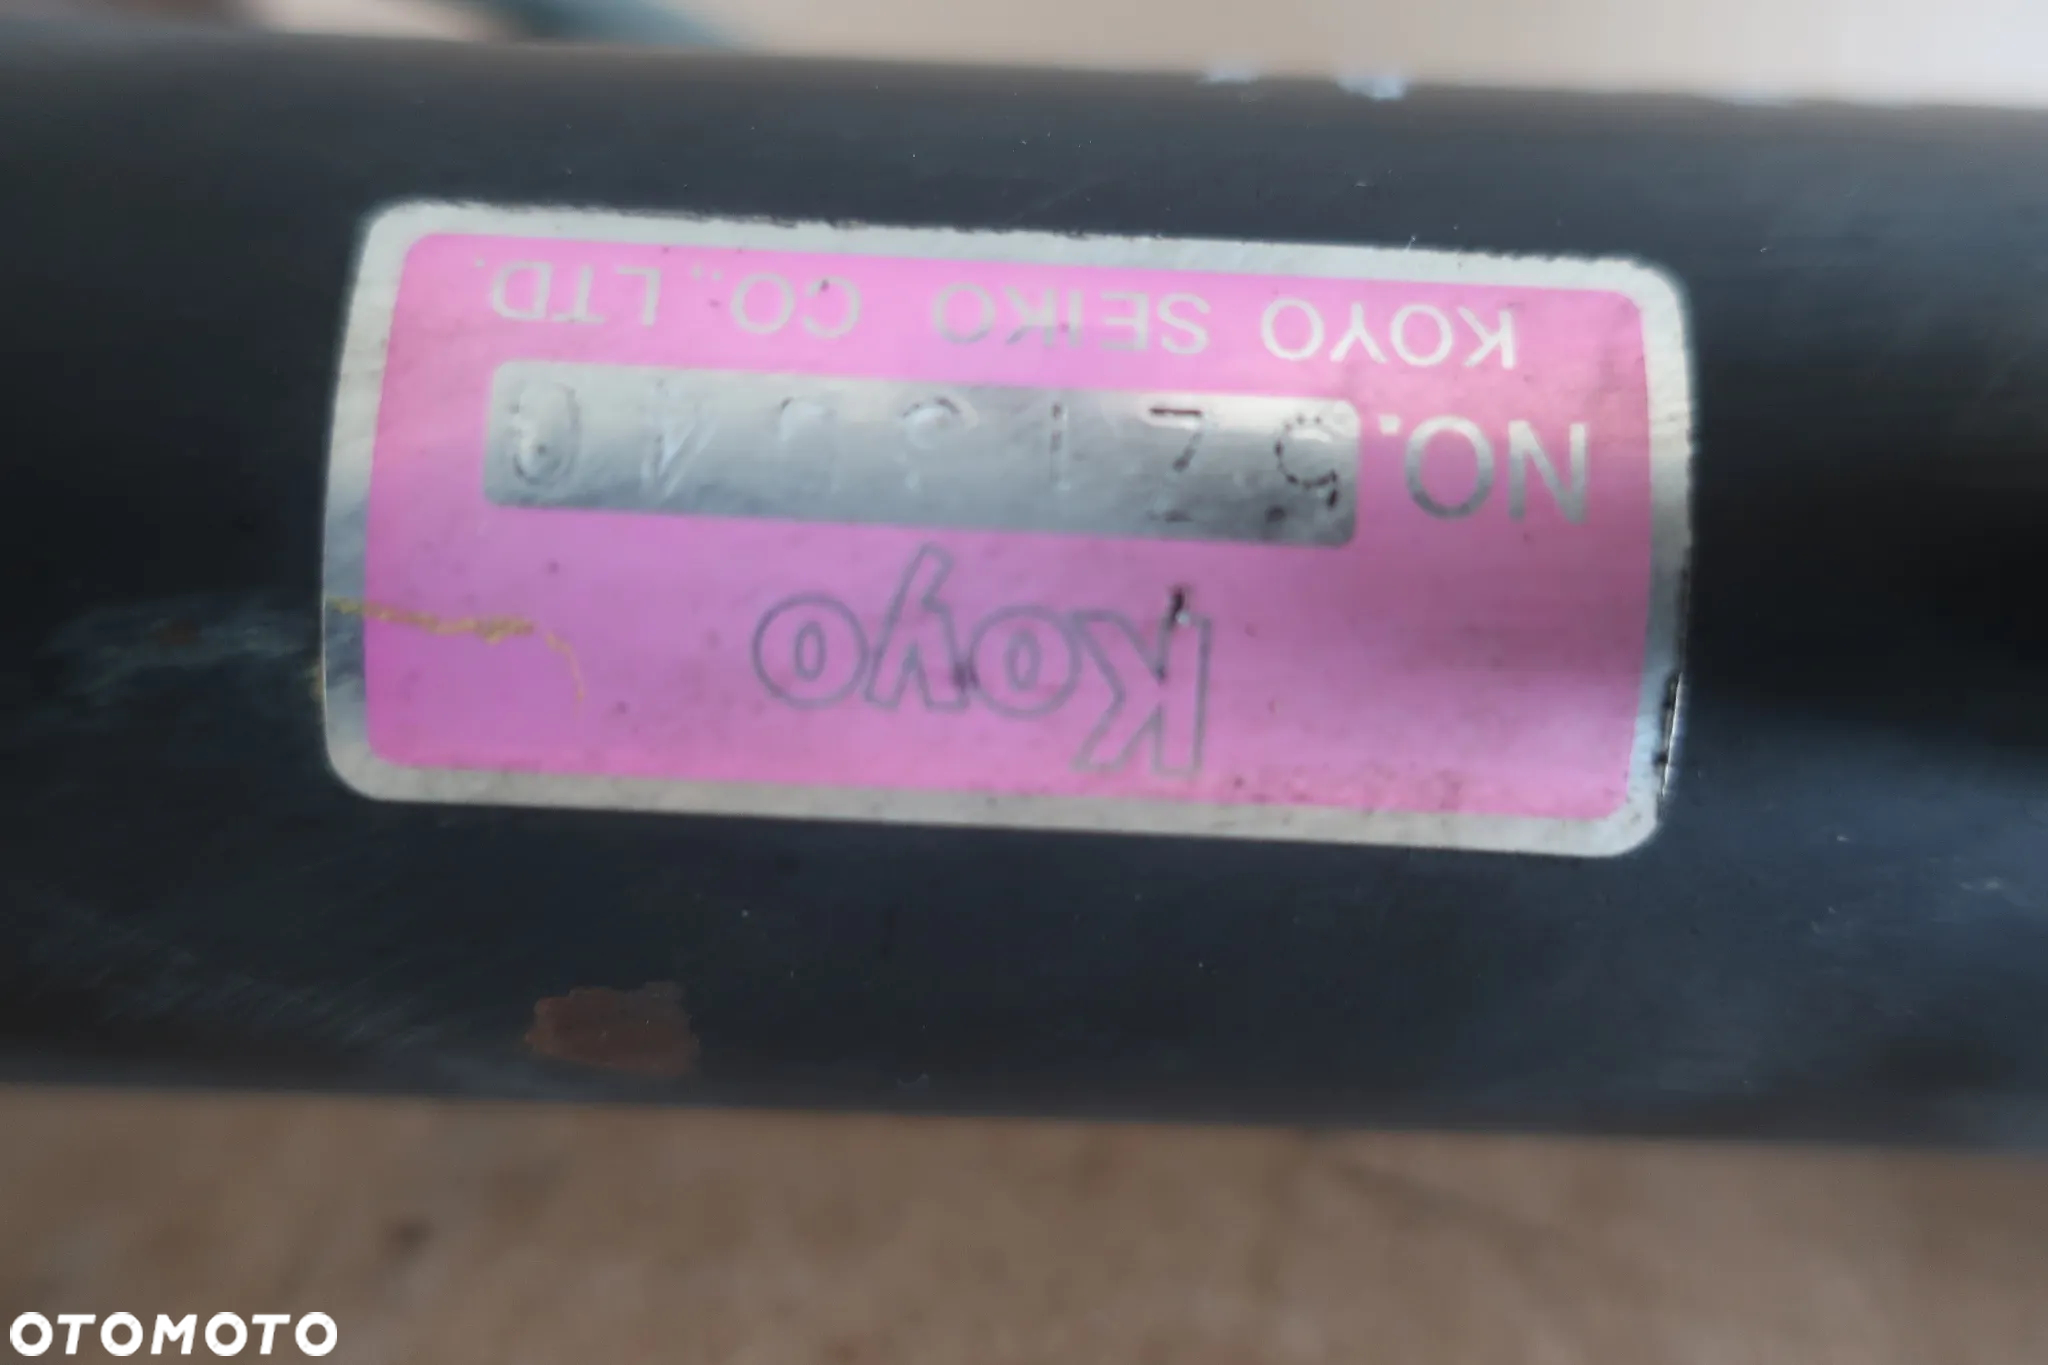 Koyo
NO.
KOYO SEIKO CO., LTD.
OTOMOTO